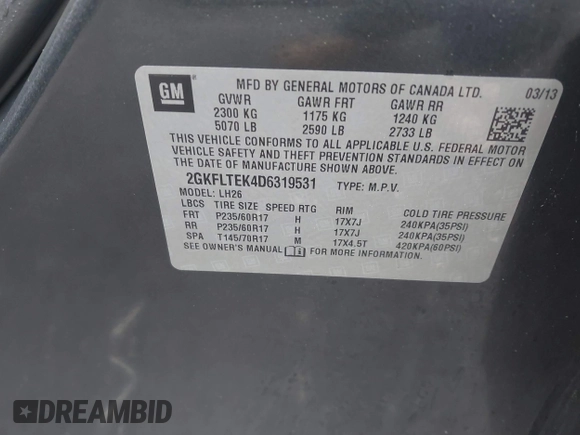 GM
MFD BY GENERAL MOTORS OF CANADA LTD. 03/13
GVWR GAWR FRT GAWR RR
2300 KG 1175 KG 1240 KG
5070 LB 2590 LB 2733 LB
THIS VEHICLE CONFORMS TO ALL APPLICABLE U.S. FEDERAL MOTOR
VEHICLE SAFETY AND THEFT PREVENTION STANDARDS IN EFFECT ON
THE DATE OF MANUFACTURE SHOWN ABOVE.
2GKFLTEK4D6319531 TYPE: M.P.V.
MODEL: LH26
LBCS TIRE SIZE SPEED RTG RIM COLD TIRE PRESSURE
FRT P235/60R17 H 17X7J 240KPA(35PSI)
RR P235/60R17 H 17X7J 240KPA(35PSI)
SPA T145/70R17 M 17X4.5T 420KPA(60PSI)
SEE OWNER'S MANUAL FOR MORE INFORMATION.
DREAMBID